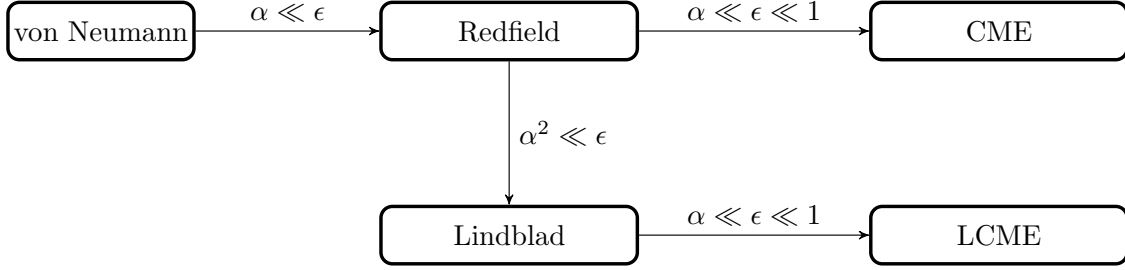 von Neumann
α ≪ ϵ
Redfield
α ≪ ϵ ≪ 1
CME
α² ≪ ϵ
Lindblad
α ≪ ϵ ≪ 1
LCME